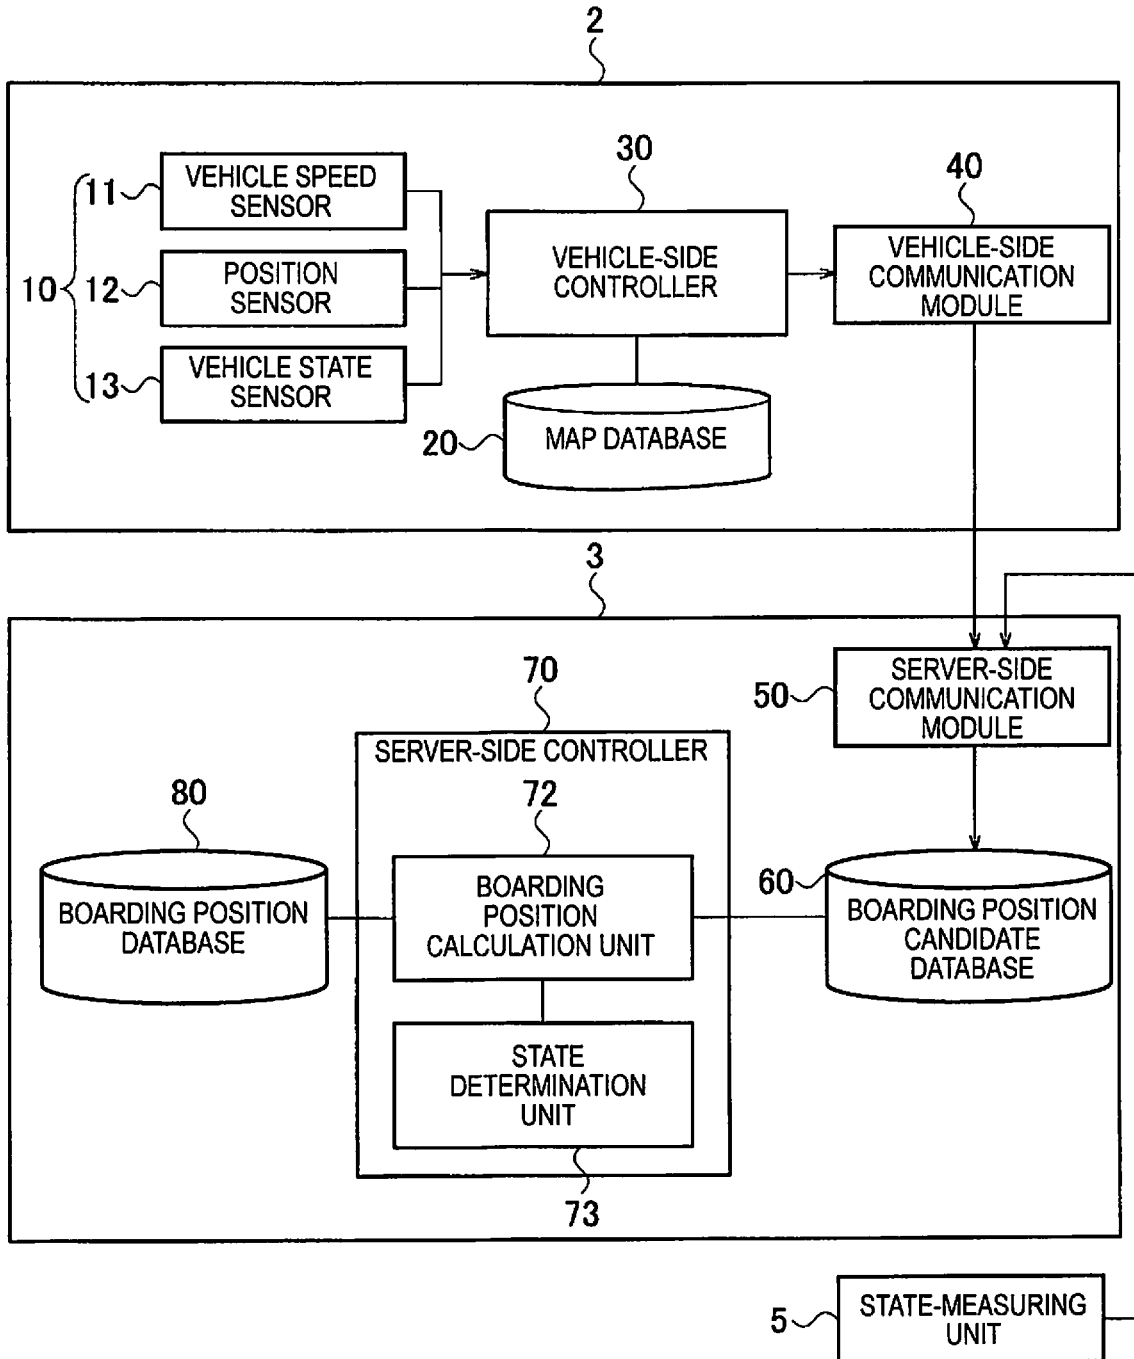 2
10
11
VEHICLE SPEED
SENSOR
12
POSITION
SENSOR
13
VEHICLE STATE
SENSOR
30
VEHICLE-SIDE
CONTROLLER
20
MAP DATABASE
40
VEHICLE-SIDE
COMMUNICATION
MODULE
3
50
SERVER-SIDE
COMMUNICATION
MODULE
70
SERVER-SIDE CONTROLLER
80
BOARDING POSITION
DATABASE
72
BOARDING
POSITION
CALCULATION UNIT
60
BOARDING POSITION
CANDIDATE
DATABASE
STATE
DETERMINATION
UNIT
73
5
STATE-MEASURING
UNIT